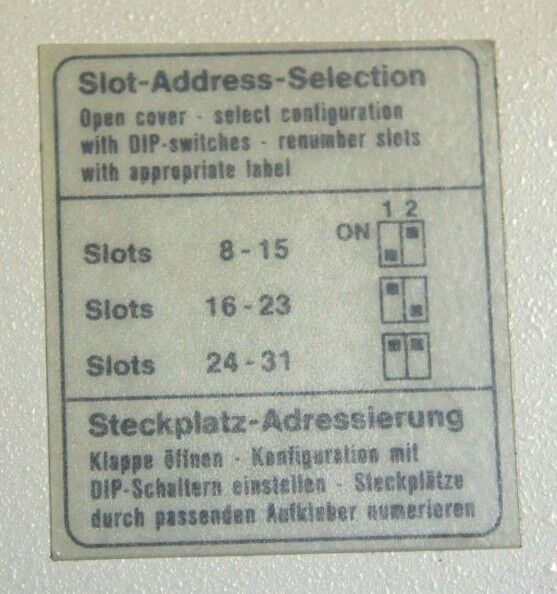 Slot-Address-Selection
Open cover - select configuration
with DIP-switches - renumber slots
with appropriate label
1 2
ON
Slots 8-15
Slots 16-23
Slots 24-31
Steckplatz-Adressierung
Klappe öffnen - Konfiguration mit
DIP-Schaltern einstellen - Steckplätze
durch passenden Aufkleber numerieren